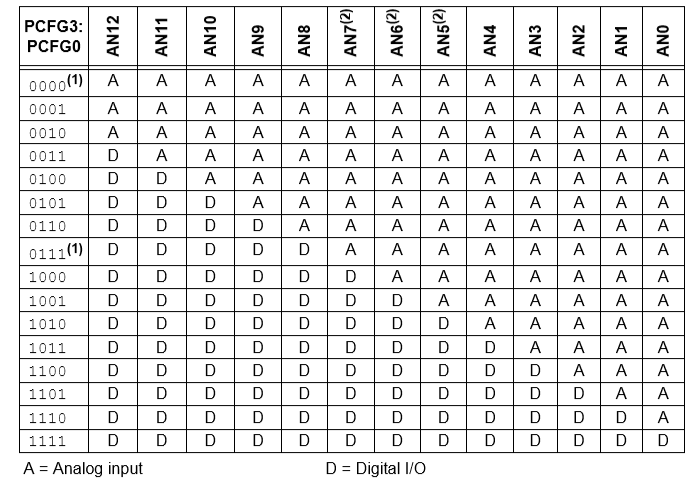 PCFG3: PCFG0 AN12 AN11 AN10 AN9 AN8 AN7(2) AN6(2) AN5(2) AN4 AN3 AN2 AN1 AN0
0000(1) A A A A A A A A A A A A A
0001 A A A A A A A A A A A A A
0010 A A A A A A A A A A A A A
0011 D A A A A A A A A A A A A
0100 D D A A A A A A A A A A A
0101 D D D A A A A A A A A A A
0110 D D D D A A A A A A A A A
0111(1) D D D D D A A A A A A A A
1000 D D D D D D A A A A A A A
1001 D D D D D D D A A A A A A
1010 D D D D D D D D A A A A A
1011 D D D D D D D D D A A A A
1100 D D D D D D D D D D A A A
1101 D D D D D D D D D D D A A
1110 D D D D D D D D D D D D A
1111 D D D D D D D D D D D D D
A = Analog input D = Digital I/O